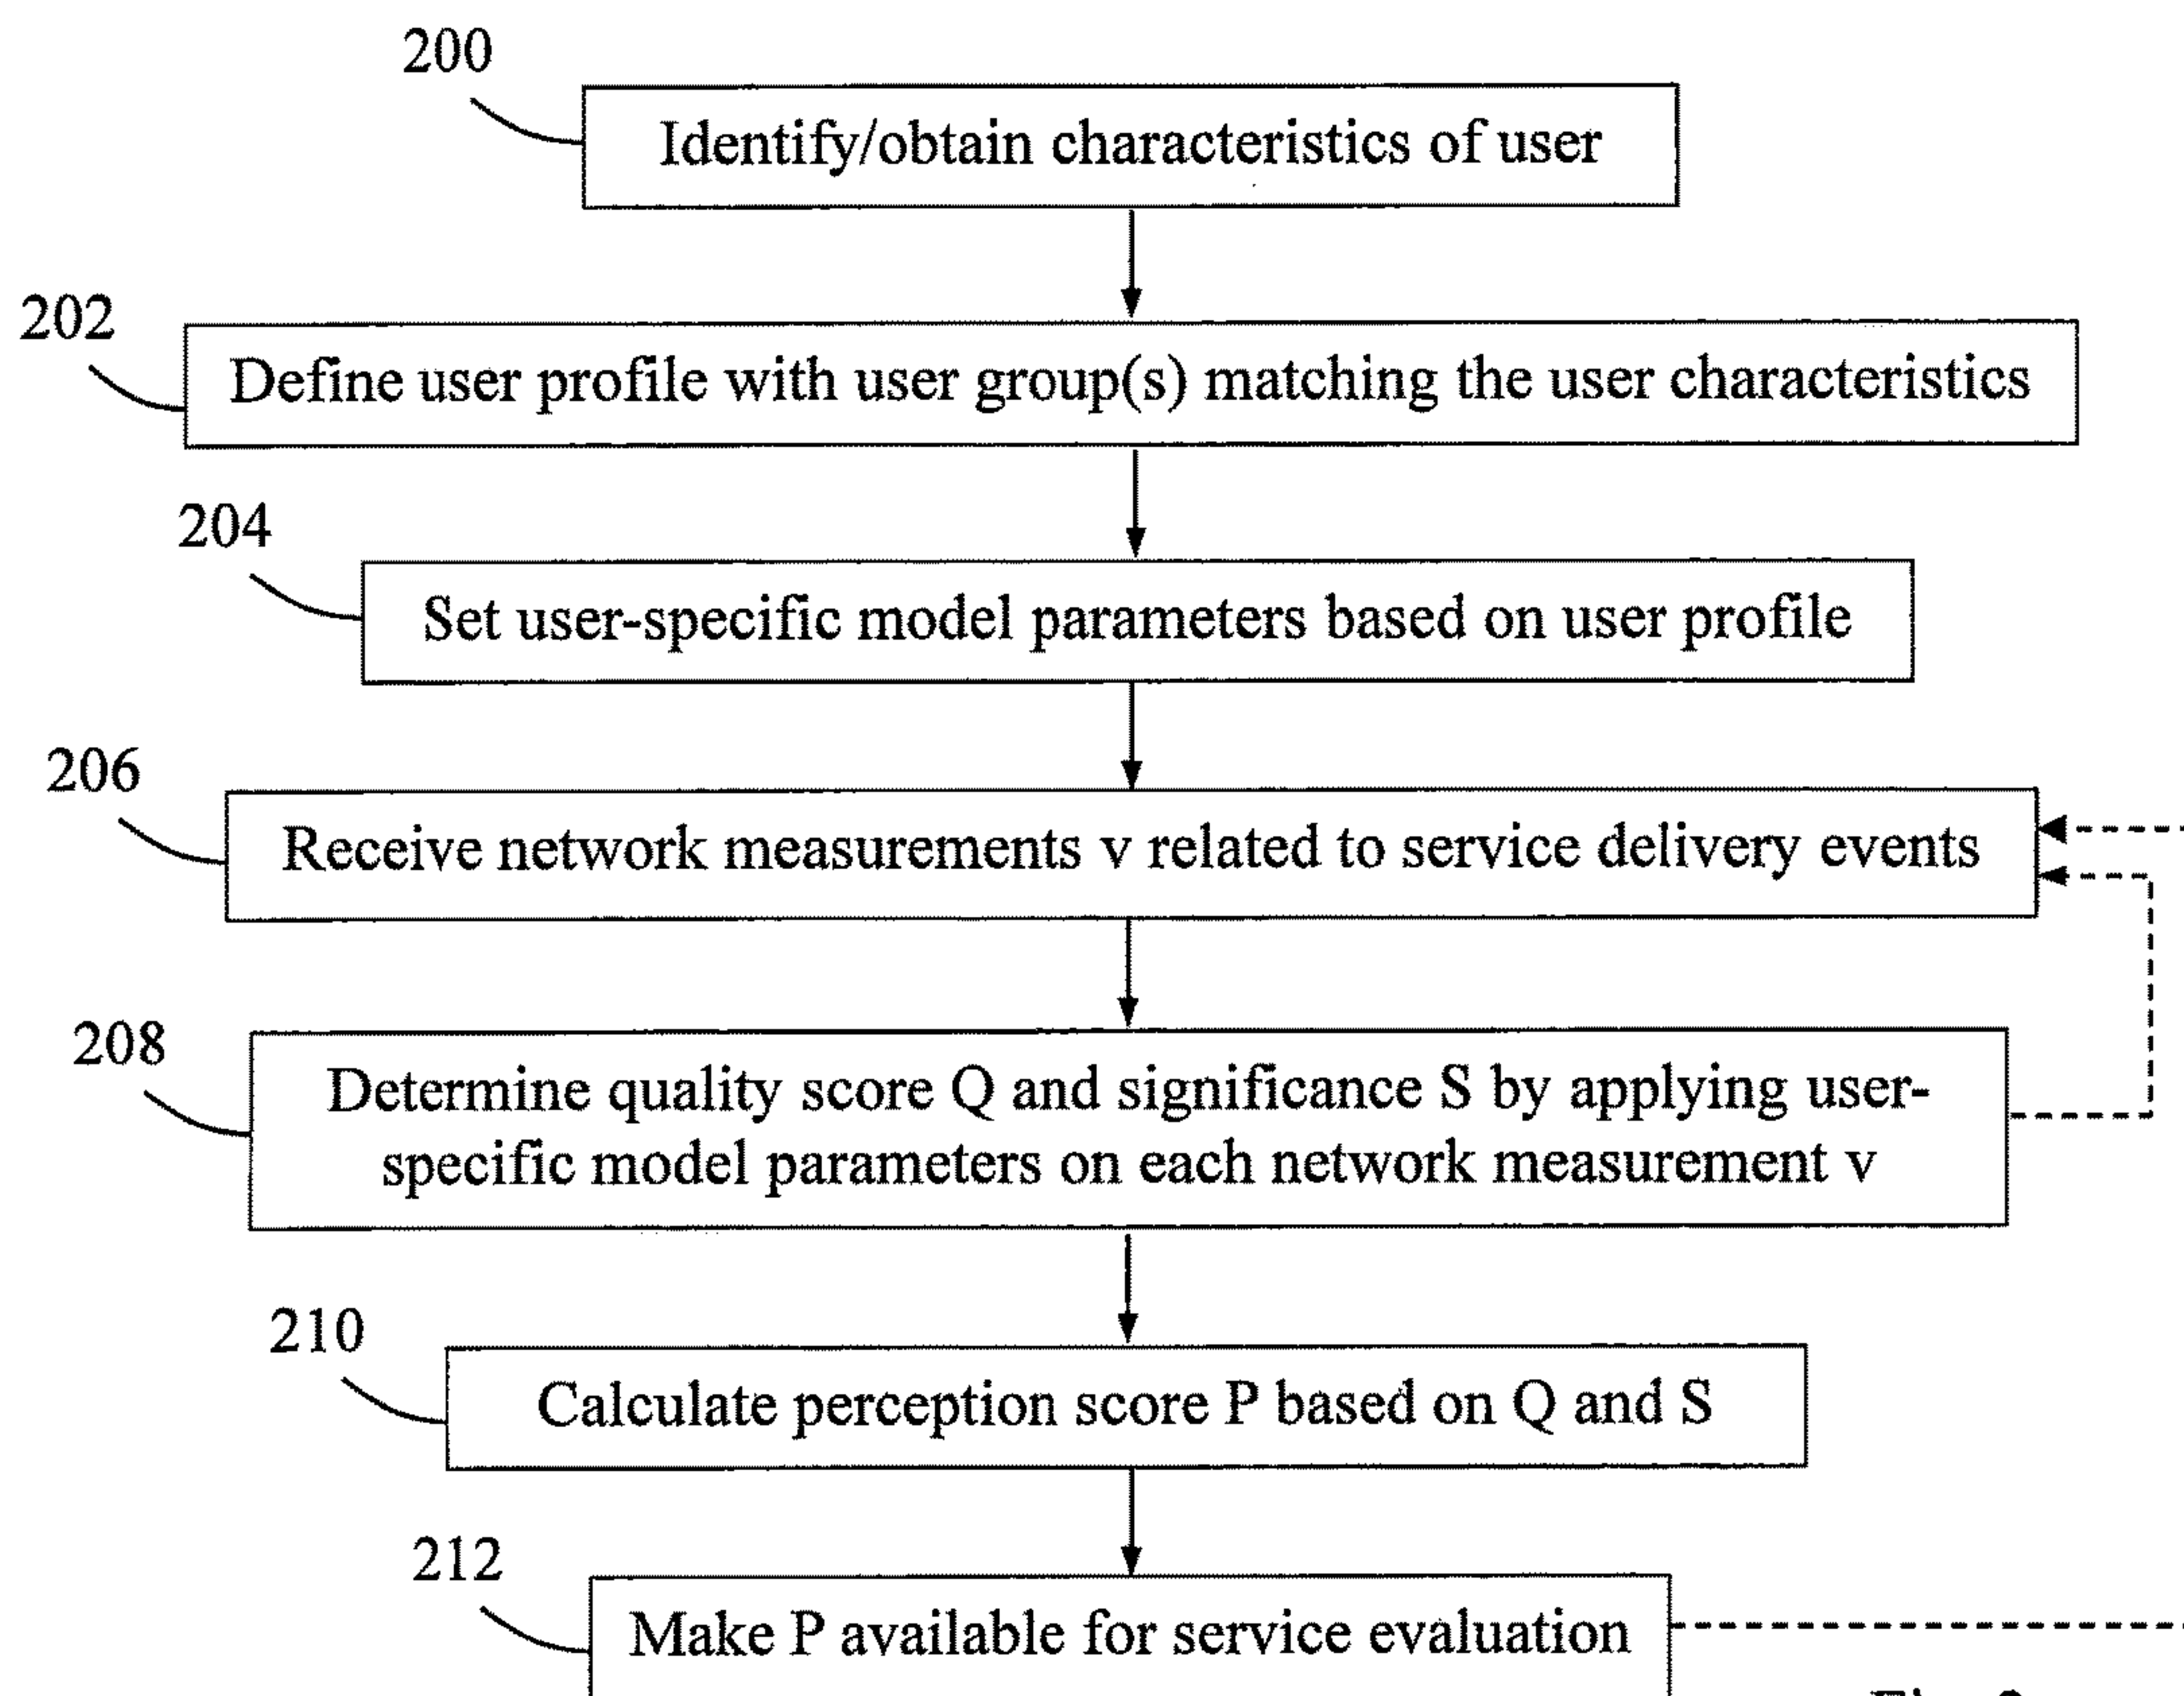 200
Identify/obtain characteristics of user
202
Define user profile with user group(s) matching the user characteristics
204
Set user-specific model parameters based on user profile
206
Receive network measurements v related to service delivery events
208
Determine quality score Q and significance S by applying user-
specific model parameters on each network measurement v
210
Calculate perception score P based on Q and S
212
Make P available for service evaluation